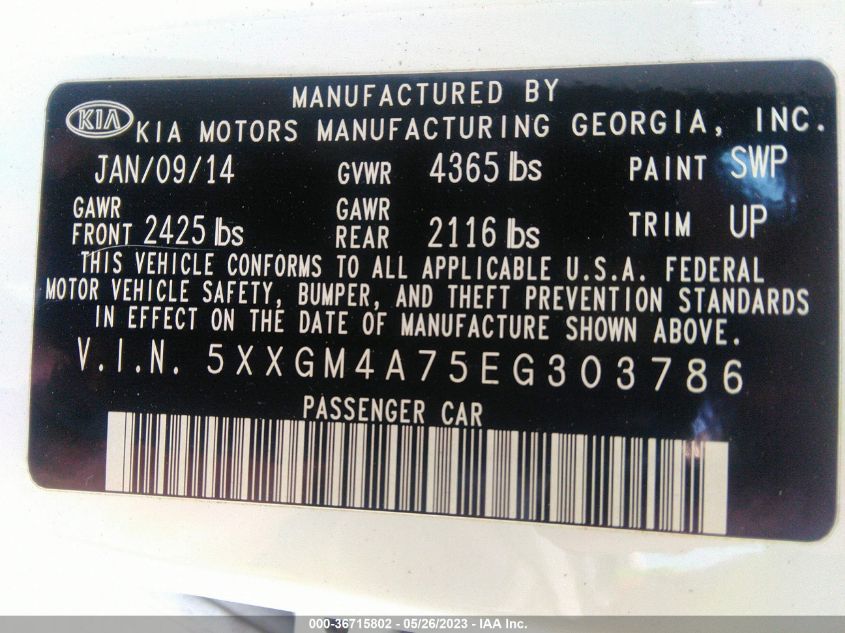 MANUFACTURED BY
KIA KIA MOTORS MANUFACTURING GEORGIA, INC.
JAN/09/14 GVWR 4365 lbs PAINT SWP
GAWR FRONT 2425 lbs GAWR REAR 2116 lbs TRIM UP
THIS VEHICLE CONFORMS TO ALL APPLICABLE U.S.A. FEDERAL
MOTOR VEHICLE SAFETY, BUMPER, AND THEFT PREVENTION STANDARDS
IN EFFECT ON THE DATE OF MANUFACTURE SHOWN ABOVE.
V.I.N. 5XXGM4A75EG303786
PASSENGER CAR
000-36715802 - 05/26/2023 - IAA Inc.